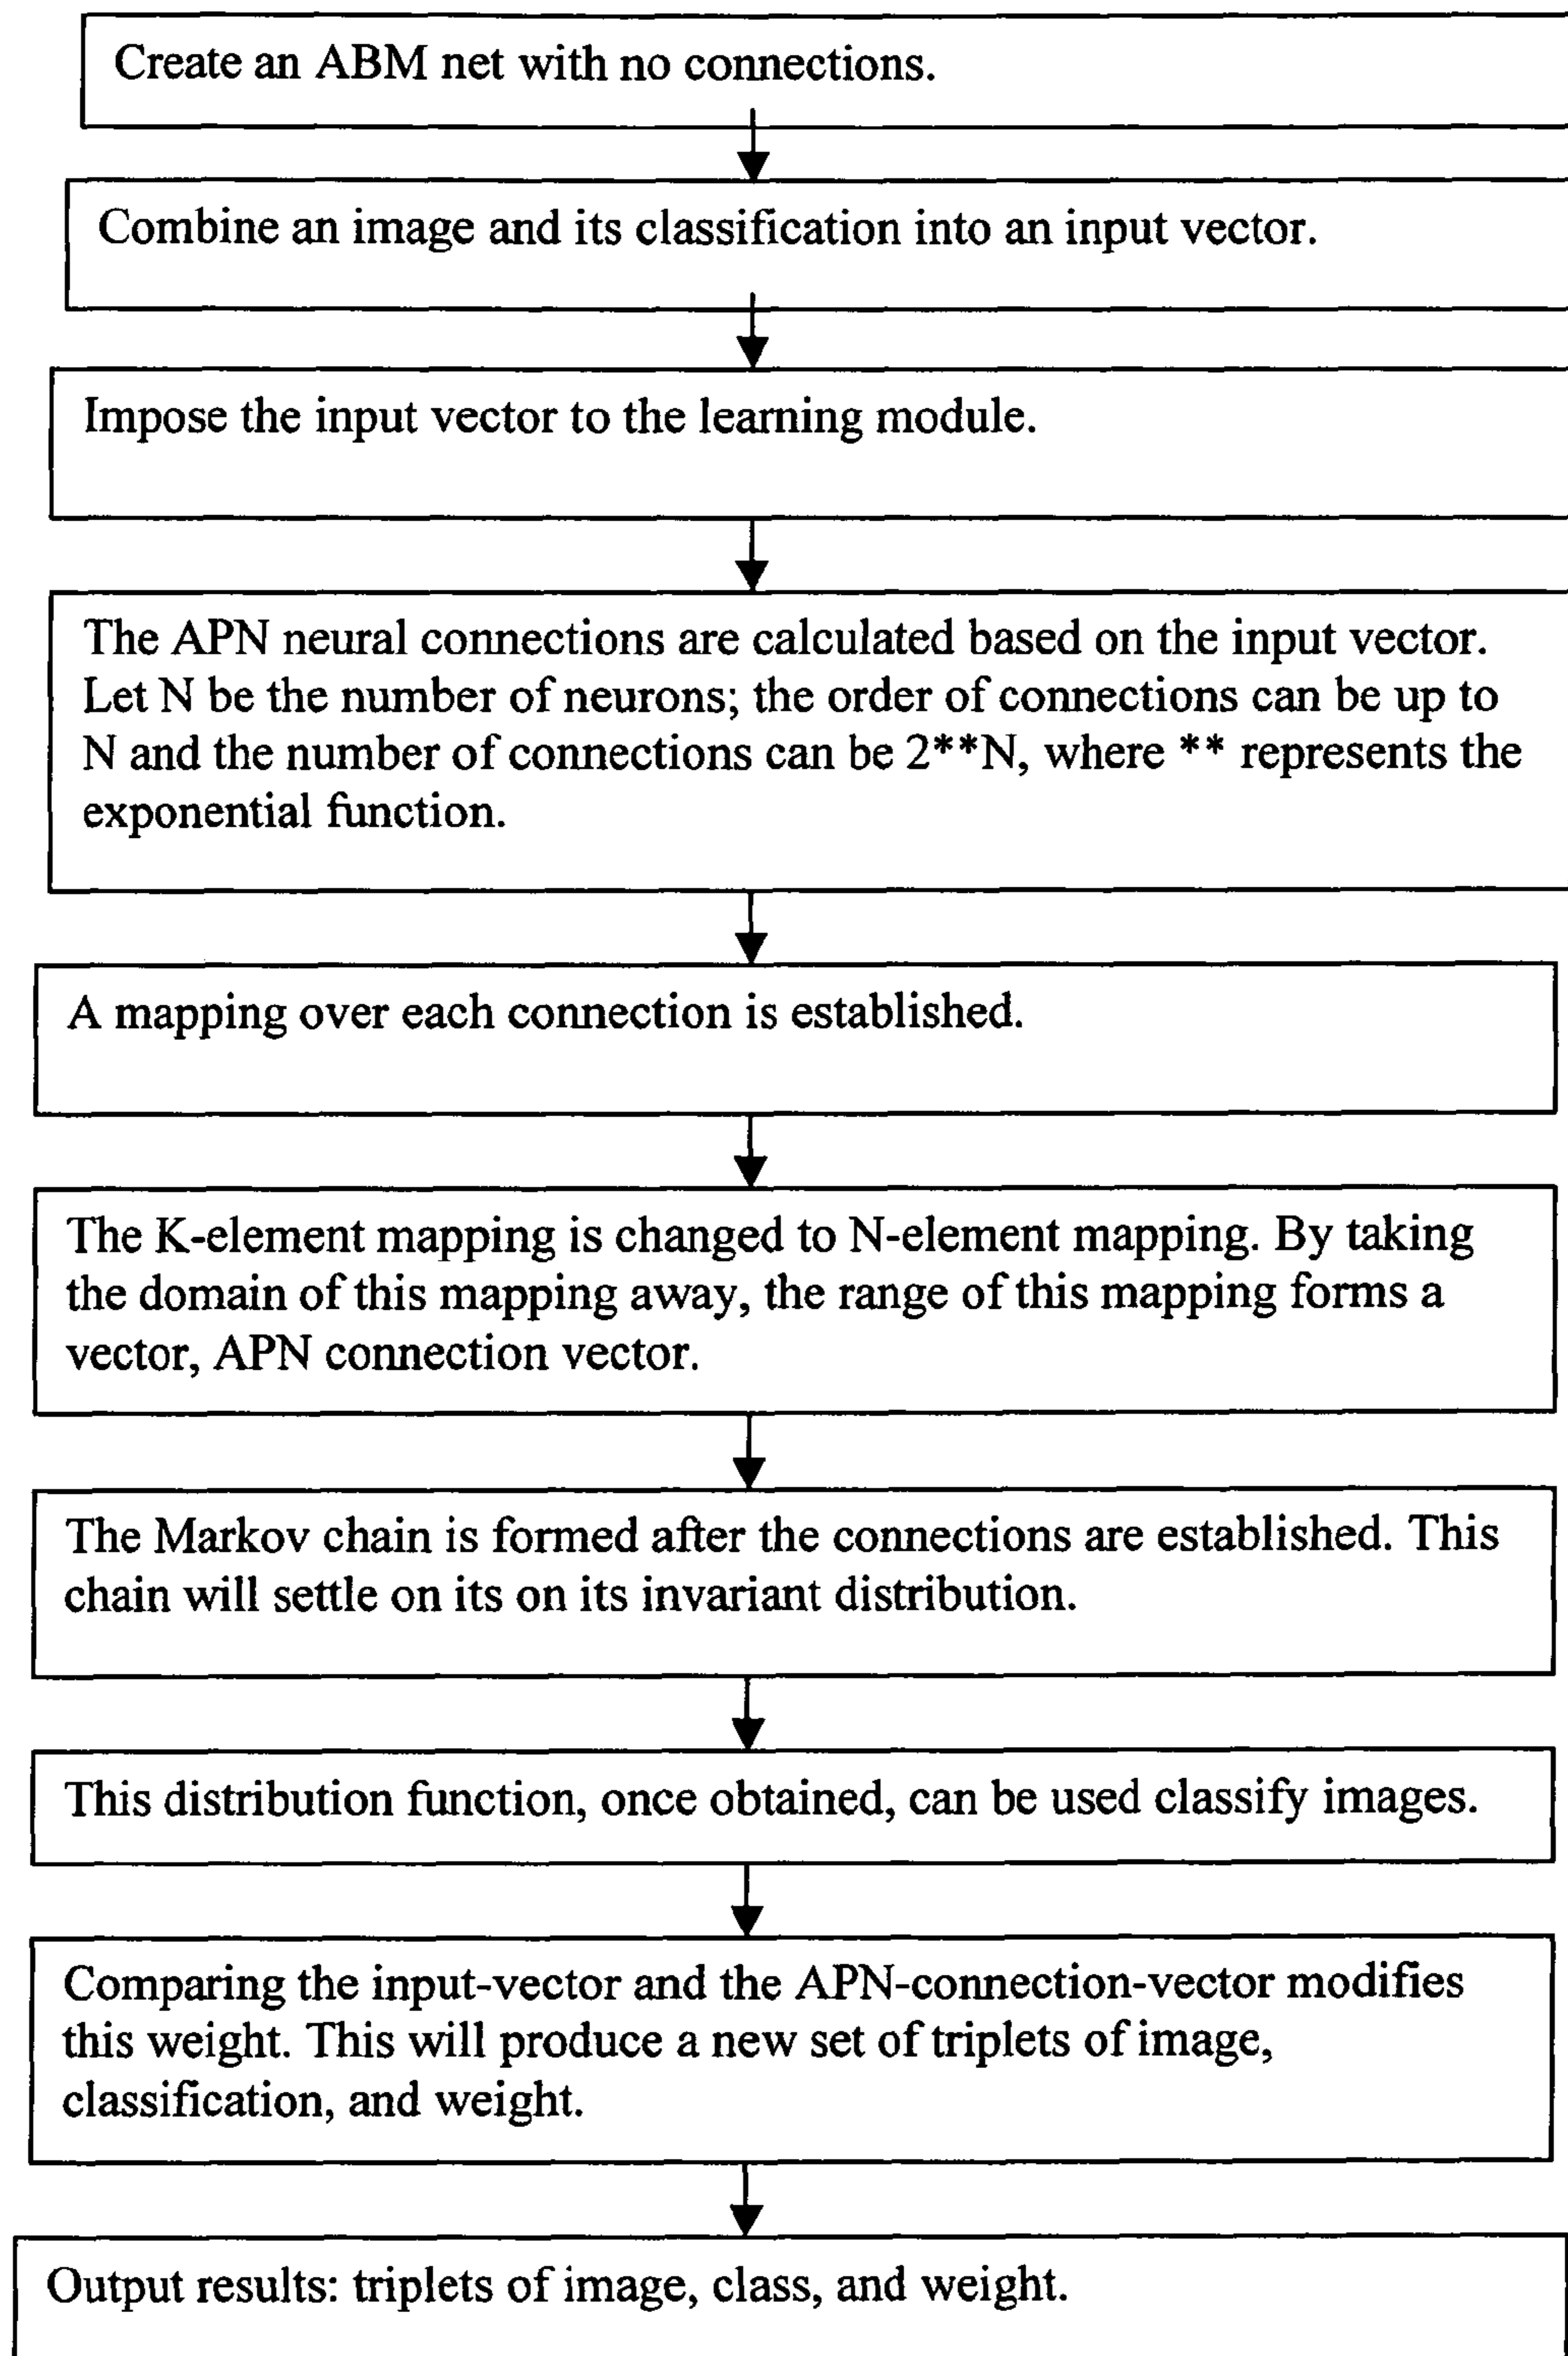 Create an ABM net with no connections.
Combine an image and its classification into an input vector.
Impose the input vector to the learning module.
The APN neural connections are calculated based on the input vector.
Let N be the number of neurons; the order of connections can be up to
N and the number of connections can be 2**N, where ** represents the
exponential function.
A mapping over each connection is established.
The K-element mapping is changed to N-element mapping. By taking
the domain of this mapping away, the range of this mapping forms a
vector, APN connection vector.
The Markov chain is formed after the connections are established. This
chain will settle on its on its invariant distribution.
This distribution function, once obtained, can be used classify images.
Comparing the input-vector and the APN-connection-vector modifies
this weight. This will produce a new set of triplets of image,
classification, and weight.
Output results: triplets of image, class, and weight.